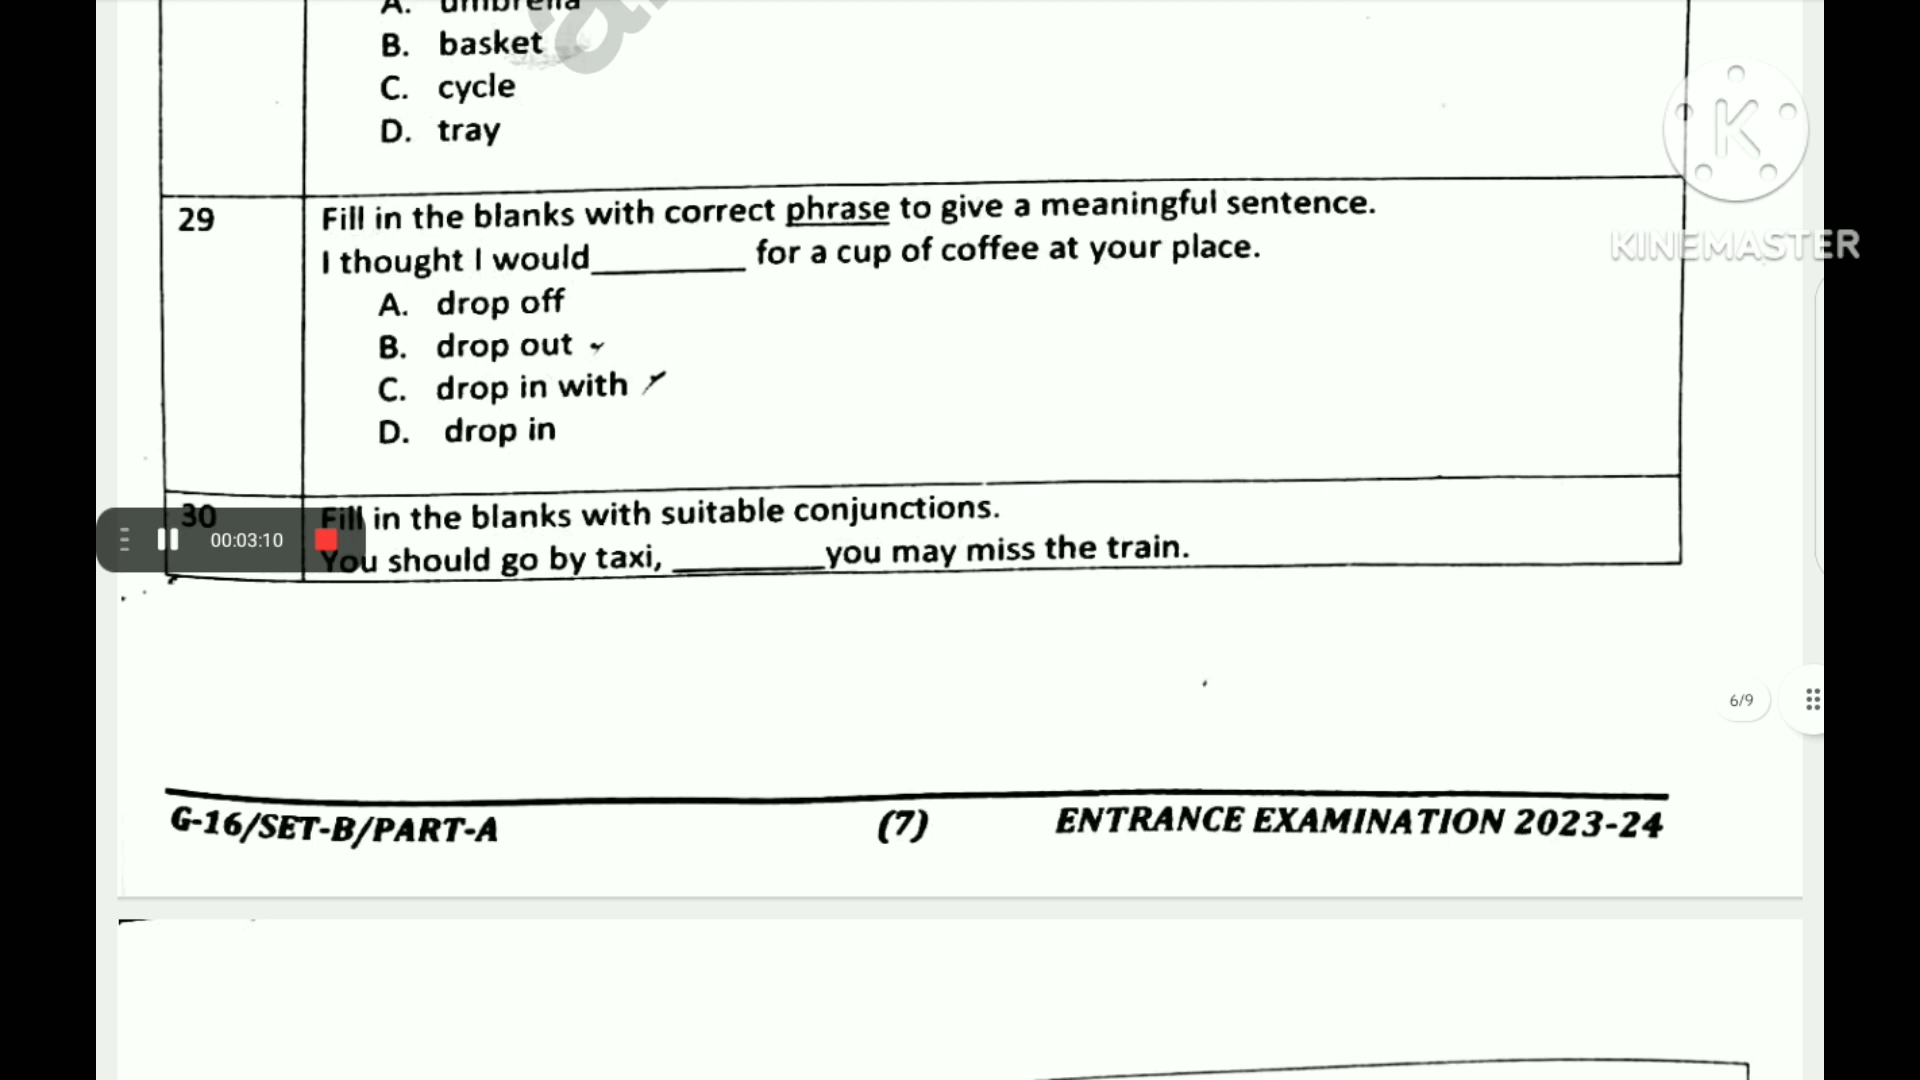 A. umbrella
B. basket
C. cycle
D. tray
K
KINEMASTER
29
Fill in the blanks with correct phrase to give a meaningful sentence.
I thought I would_________ for a cup of coffee at your place.
A. drop off
B. drop out
C. drop in with
D. drop in
30
Fill in the blanks with suitable conjunctions.
00:03:10
You should go by taxi, _________you may miss the train.
6/9
G-16/SET-B/PART-A (7) ENTRANCE EXAMINATION 2023-24